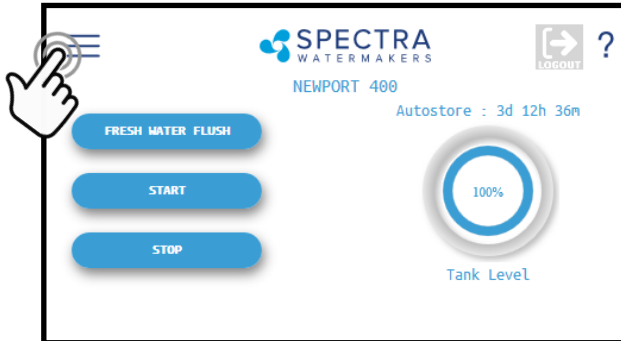 SPECTRA
WATERMAKERS
LOGOUT
?
NEWPORT 400
Autostore : 3d 12h 36m
FRESH WATER FLUSH
START
100%
STOP
Tank Level